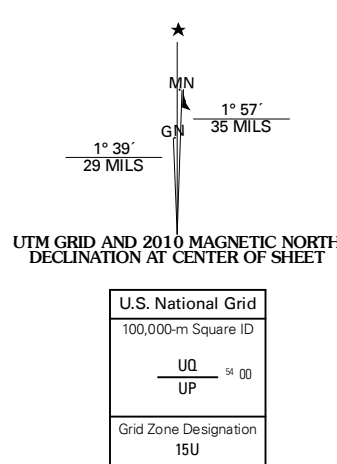 MN
1° 57´
35 MILS
GN
1° 39´
29 MILS
UTM GRID AND 2010 MAGNETIC NORTH
DECLINATION AT CENTER OF SHEET
U.S. National Grid
100,000-m Square ID
UQ
54 00
UP
Grid Zone Designation
15U